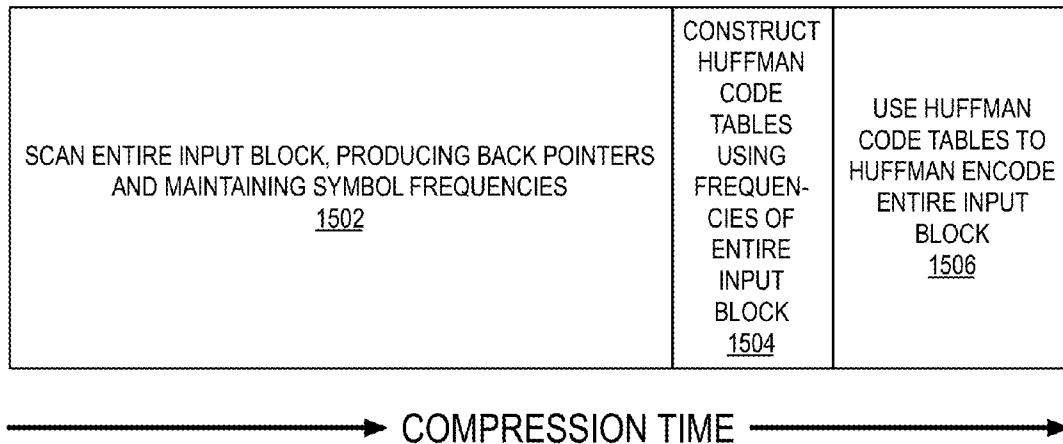 SCAN ENTIRE INPUT BLOCK, PRODUCING BACK POINTERS
AND MAINTAINING SYMBOL FREQUENCIES
1502
CONSTRUCT
HUFFMAN
CODE
TABLES
USING
FREQUEN-
CIES OF
ENTIRE
INPUT
BLOCK
1504
USE HUFFMAN
CODE TABLES TO
HUFFMAN ENCODE
ENTIRE INPUT
BLOCK
1506
COMPRESSION TIME